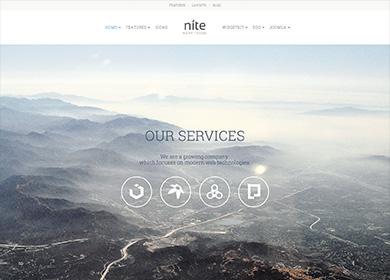 FEATURES LAYOUTS BLOG
HOME FEATURES ICONS nite WIDGETKIT ZOO JOOMLA
OUR SERVICES
We are a growing company
which focuses on modern web technologies